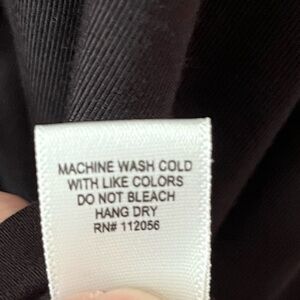 MACHINE WASH COLD
WITH LIKE COLORS
DO NOT BLEACH
HANG DRY
RN# 112056